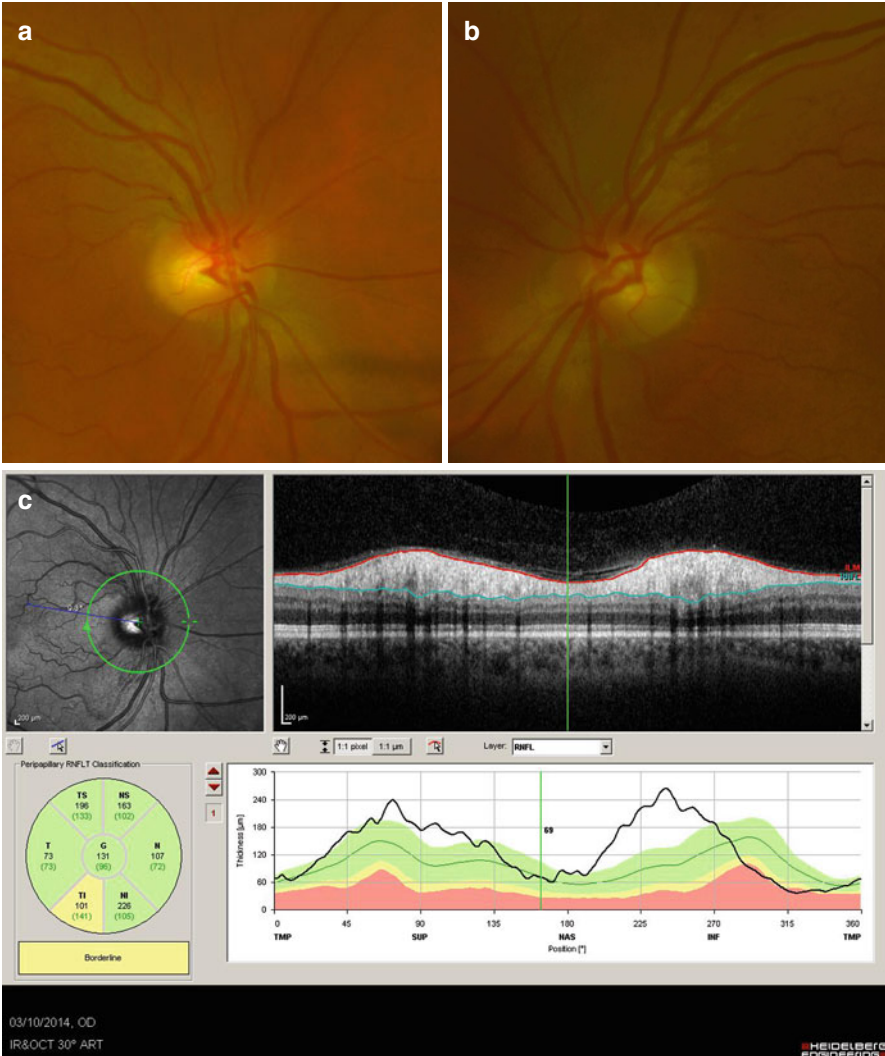 a
b
c
200 µm
ILM
RNFL
200 µm
1:1 pixel 1:1 µm Layer: RNFL
Peripapillary RNFLT Classification
TS
196
(133)
NS
163
(102)
T
73
(73)
G
131
(96)
N
107
(72)
TI
101
(141)
NI
226
(105)
Borderline
1
Thickness [µm]
300
240
180
120
60
0
69
0 45 90 135 180 225 270 315 360
TMP SUP NAS INF TMP
Position [°]
03/10/2014, OD
IR&OCT 30° ART
HEIDELBERG
ENGINEERING